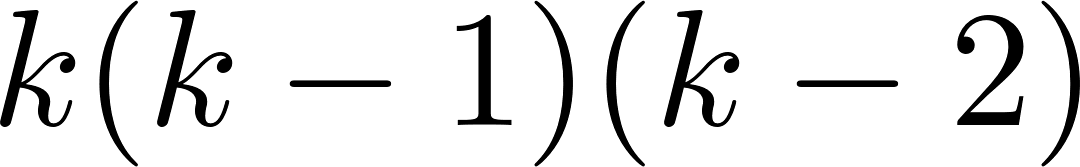 k(k − 1)(k − 2)